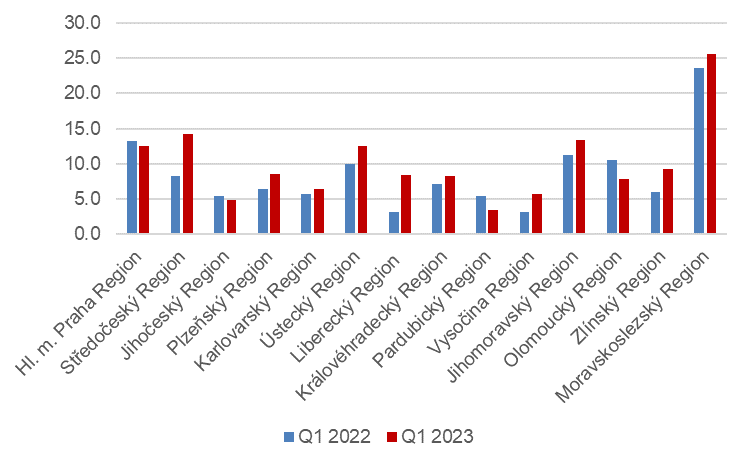 30.0
25.0
20.0
15.0
10.0
5.0
0.0
Hl. m. Praha Region
Středočeský Region
Jihočeský Region
Plzeňský Region
Karlovarský Region
Ústecký Region
Liberecký Region
Královéhradecký Region
Pardubický Region
Vysočina Region
Jihomoravský Region
Olomoucký Region
Zlínský Region
Moravskoslezský Region
Q1 2022 Q1 2023